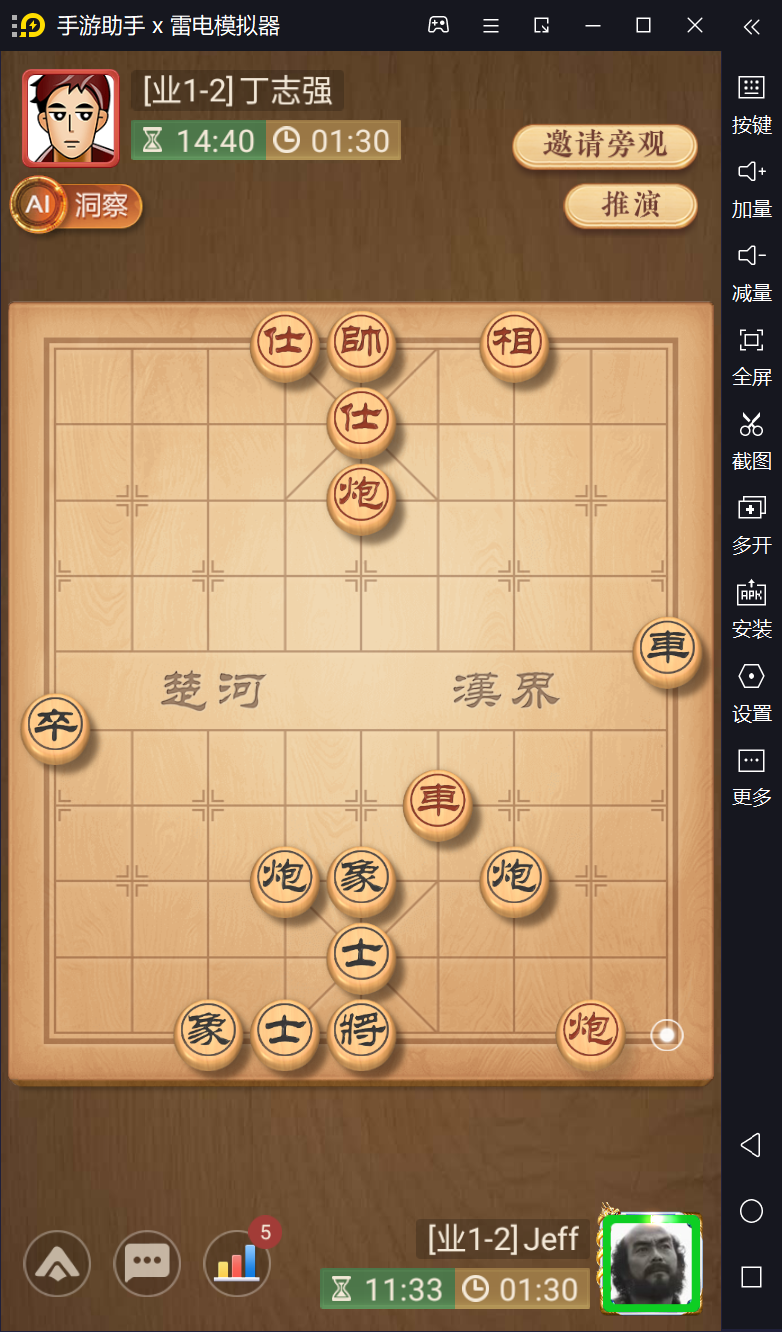 手游助手 x 雷电模拟器
[业1-2]丁志强
14:40 01:30
邀请旁观
AI 洞察
推演
按键
加量
减量
全屏
截图
多开
APK
安装
设置
更多
仕 帥 相
仕
炮
車
楚河 漢界
卒
車
炮 象 炮
士
象 士 將 炮
5
[业1-2]Jeff
11:33 01:30